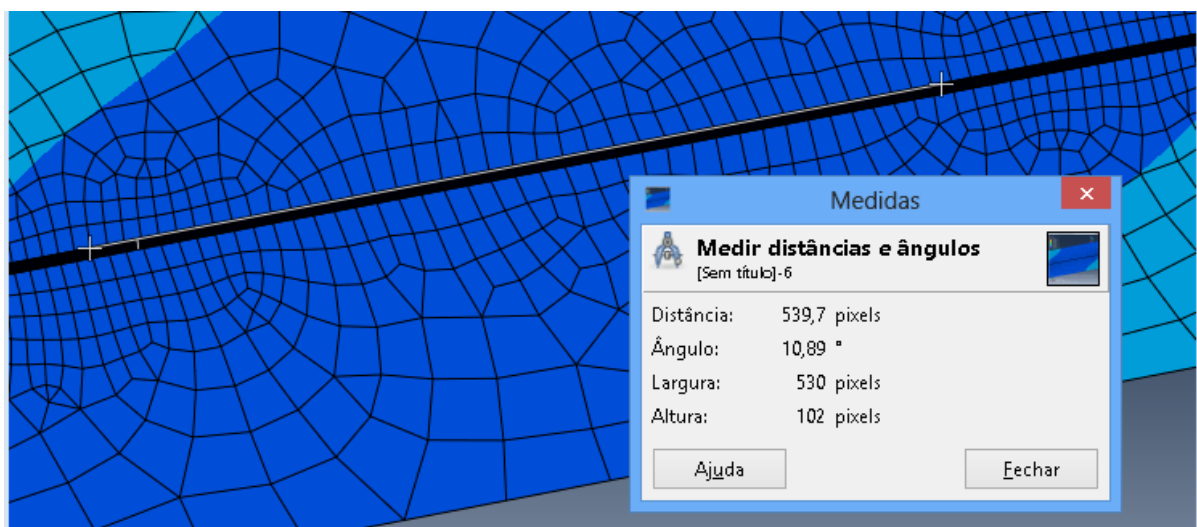 Medidas
Medir distâncias e ângulos
[Sem título]-6
Distância: 539,7 pixels
Ângulo: 10,89 °
Largura: 530 pixels
Altura: 102 pixels
Ajuda Fechar